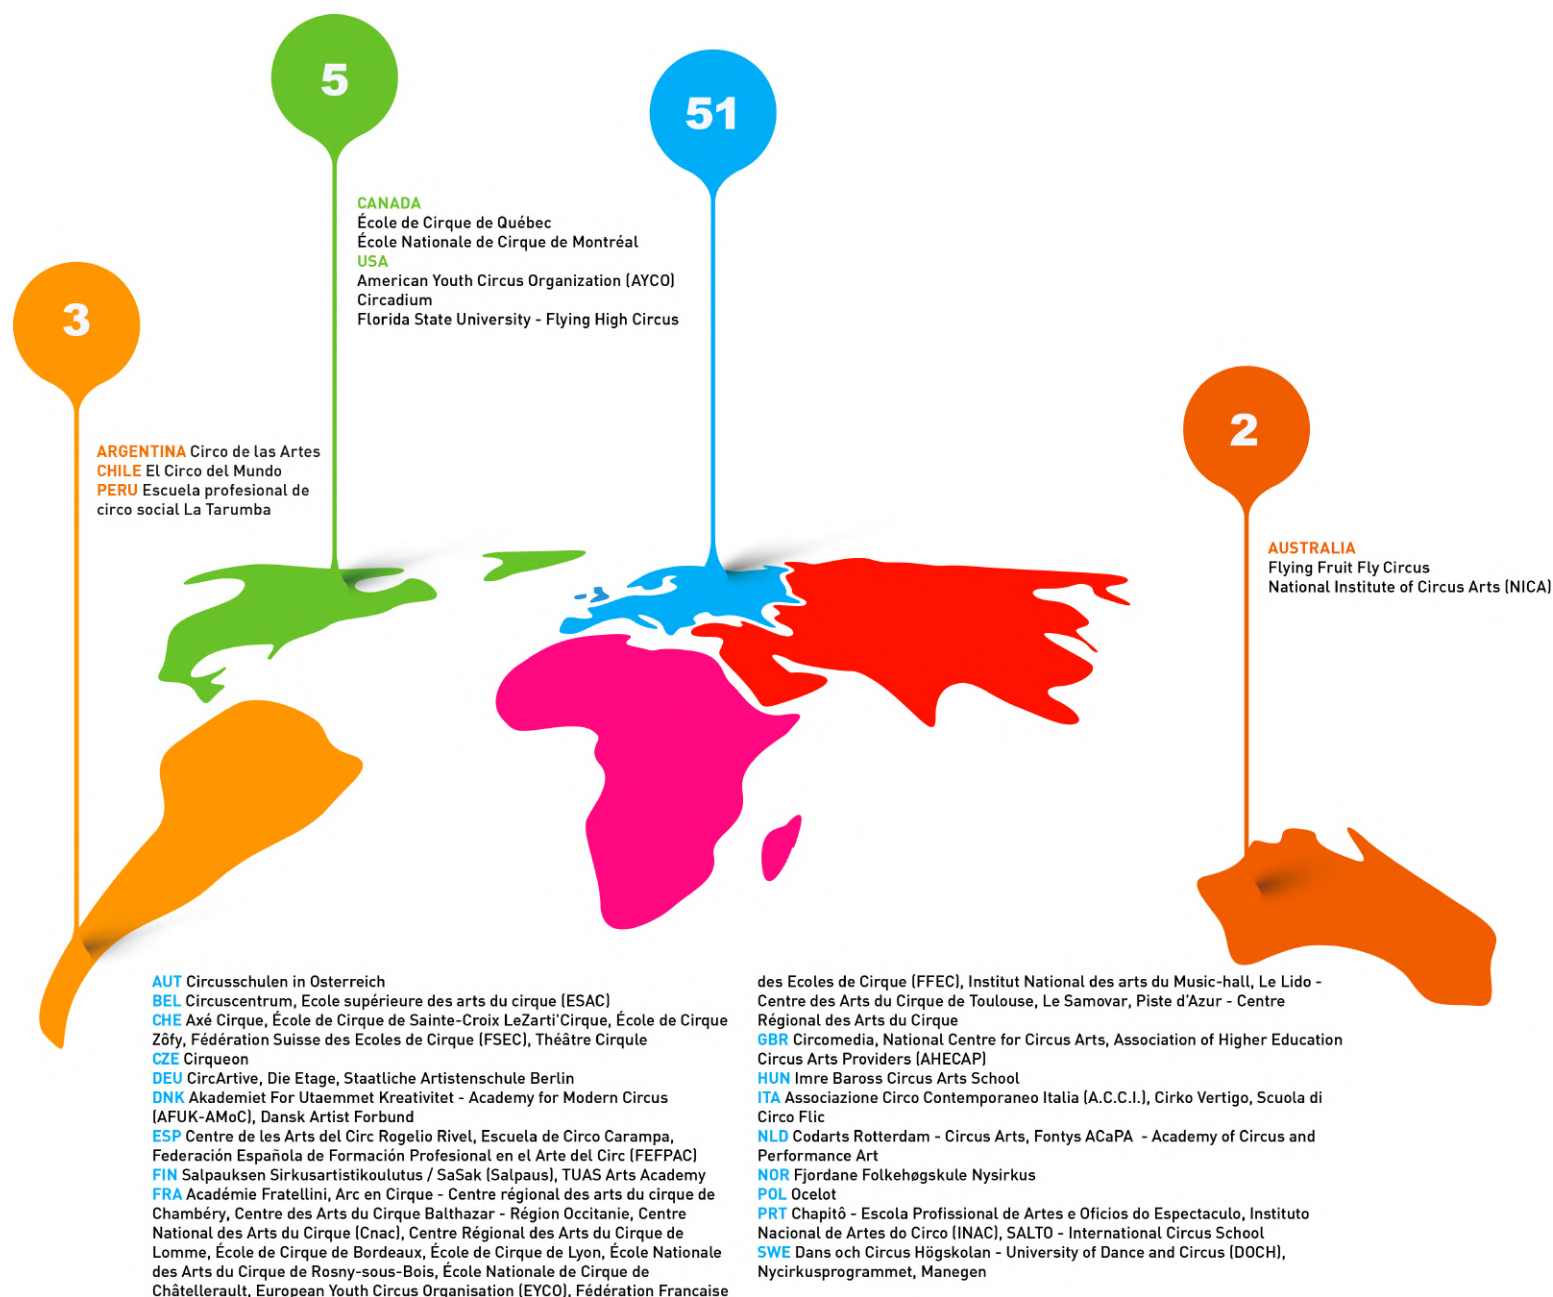 5
51
CANADA
École de Cirque de Québec
École Nationale de Cirque de Montréal
USA
American Youth Circus Organization (AYCO)
Circadium
Florida State University - Flying High Circus
3
ARGENTINA Circo de las Artes
CHILE El Circo del Mundo
PERU Escuela profesional de
circo social La Tarumba
2
AUSTRALIA
Flying Fruit Fly Circus
National Institute of Circus Arts (NICA)
AUT Circusschulen in Osterreich
BEL Circuscentrum, Ecole supérieure des arts du cirque (ESAC)
CHE Axé Cirque, École de Cirque de Sainte-Croix LeZarti'Cirque, École de Cirque
Zôfy, Fédération Suisse des Ecoles de Cirque (FSEC), Théâtre Cirqule
CZE Cirqueon
DEU CircArtive, Die Etage, Staatliche Artistenschule Berlin
DNK Akademiet For Utaemmet Kreativitet - Academy for Modern Circus
(AFUK-AMoC), Dansk Artist Forbund
ESP Centre de les Arts del Circ Rogelio Rivel, Escuela de Circo Carampa,
Federación Española de Formación Profesional en el Arte del Circ (FEFPAC)
FIN Salpauksen Sirkusartistikoulutus / SaSak (Salpaus), TUAS Arts Academy
FRA Académie Fratellini, Arc en Cirque - Centre régional des arts du cirque de
Chambéry, Centre des Arts du Cirque Balthazar - Région Occitanie, Centre
National des Arts du Cirque (Cnac), Centre Régional des Arts du Cirque de
Lomme, École de Cirque de Bordeaux, École de Cirque de Lyon, École Nationale
des Arts du Cirque de Rosny-sous-Bois, École Nationale de Cirque de
Châtellerault, European Youth Circus Organisation (EYCO), Fédération Francaise
des Ecoles de Cirque (FFEC), Institut National des arts du Music-hall, Le Lido -
Centre des Arts du Cirque de Toulouse, Le Samovar, Piste d'Azur - Centre
Régional des Arts du Cirque
GBR Circomedia, National Centre for Circus Arts, Association of Higher Education
Circus Arts Providers (AHECAP)
HUN Imre Baross Circus Arts School
ITA Associazione Circo Contemporaneo Italia (A.C.C.I.), Cirko Vertigo, Scuola di
Circo Flic
NLD Codarts Rotterdam - Circus Arts, Fontys ACaPA - Academy of Circus and
Performance Art
NOR Fjordane Folkehøgskule Nysirkus
POL Ocelot
PRT Chapitô - Escola Profissional de Artes e Oficios do Espectaculo, Instituto
Nacional de Artes do Circo (INAC), SALTO - International Circus School
SWE Dans och Circus Högskolan - University of Dance and Circus (DOCH),
Nycirkusprogrammet, Manegen